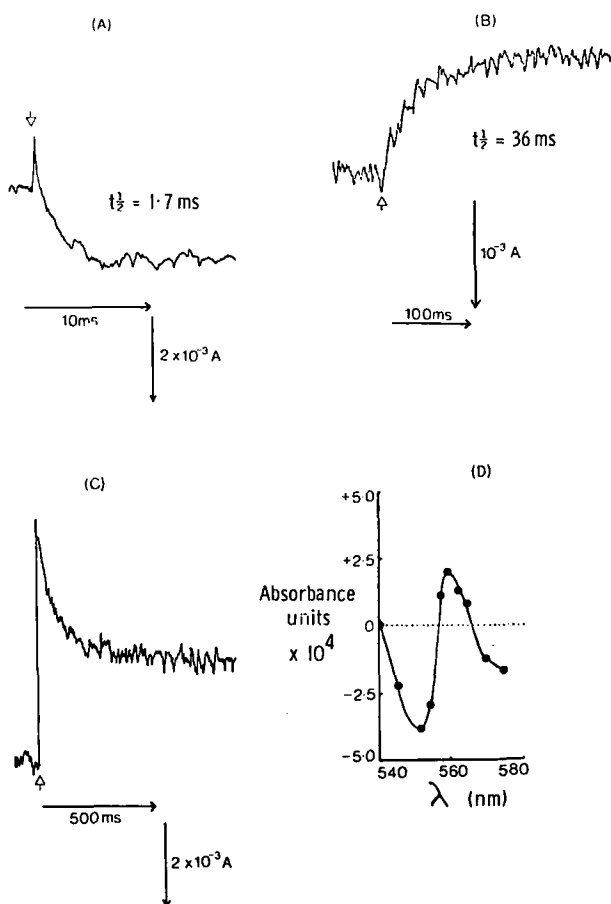 (A)
t½ = 1·7 ms
10ms
2 × 10⁻³ A
(B)
t½ = 36 ms
10⁻³ A
100ms
(C)
500ms
2 × 10⁻³ A
(D)
+5·0
+2·5
0
−2·5
−5·0
Absorbance
units
× 10⁴
540 560 580
λ (nm)